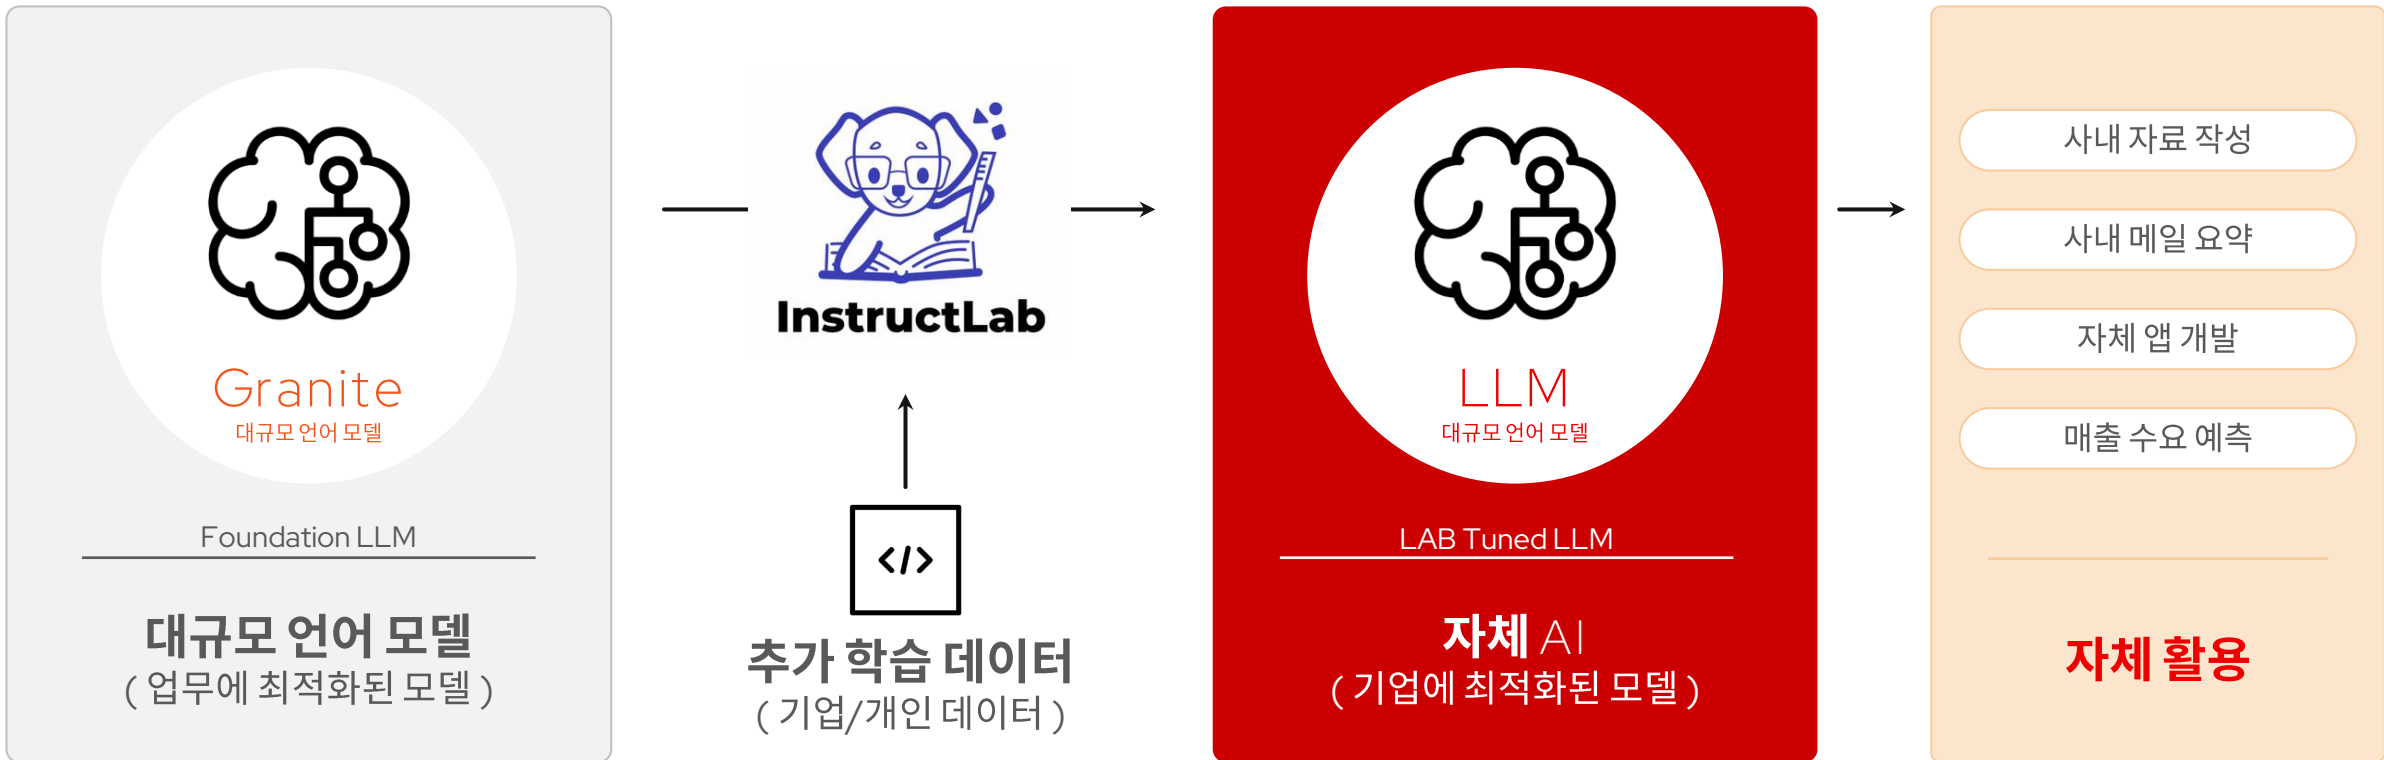 Granite
대규모 언어 모델
Foundation LLM
대규모 언어 모델
( 업무에 최적화된 모델 )
InstructLab
</>
추가 학습 데이터
( 기업/개인 데이터 )
LLM
대규모 언어 모델
LAB Tuned LLM
자체 AI
( 기업에 최적화된 모델 )
사내 자료 작성
사내 메일 요약
자체 앱 개발
매출 수요 예측
자체 활용